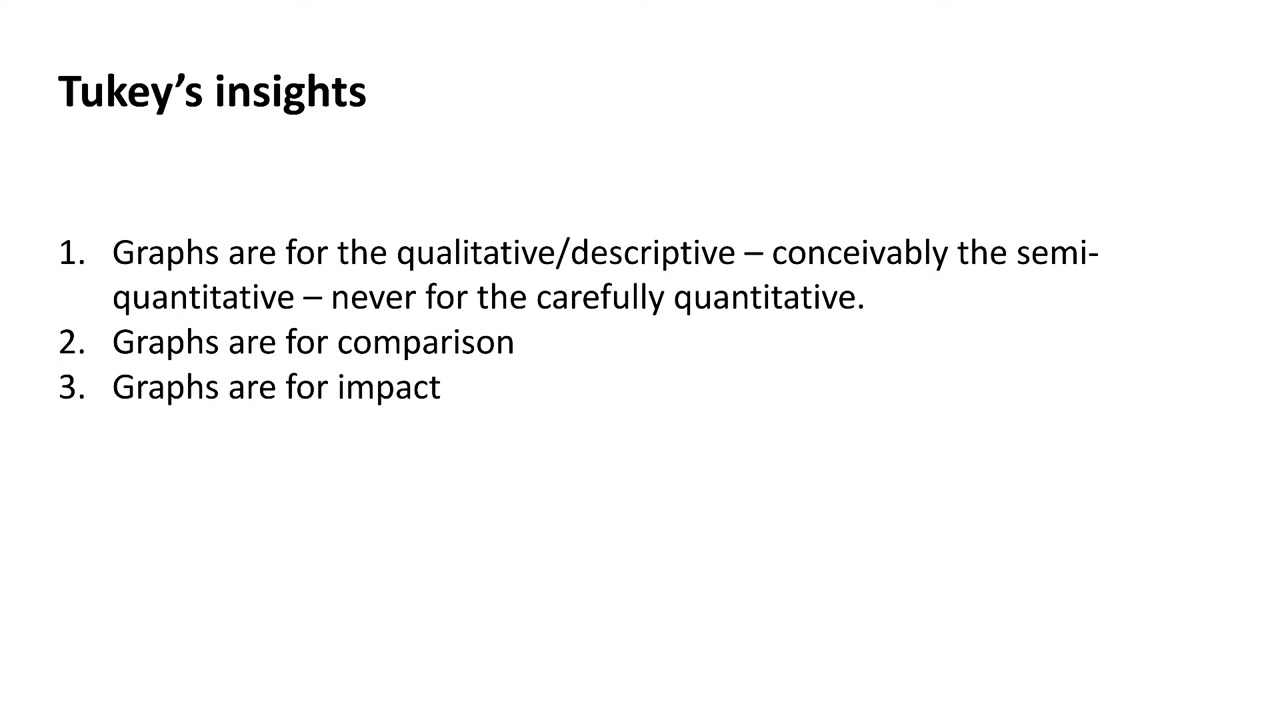 Tukey’s insights
1. Graphs are for the qualitative/descriptive – conceivably the semi-
quantitative – never for the carefully quantitative.
2. Graphs are for comparison
3. Graphs are for impact